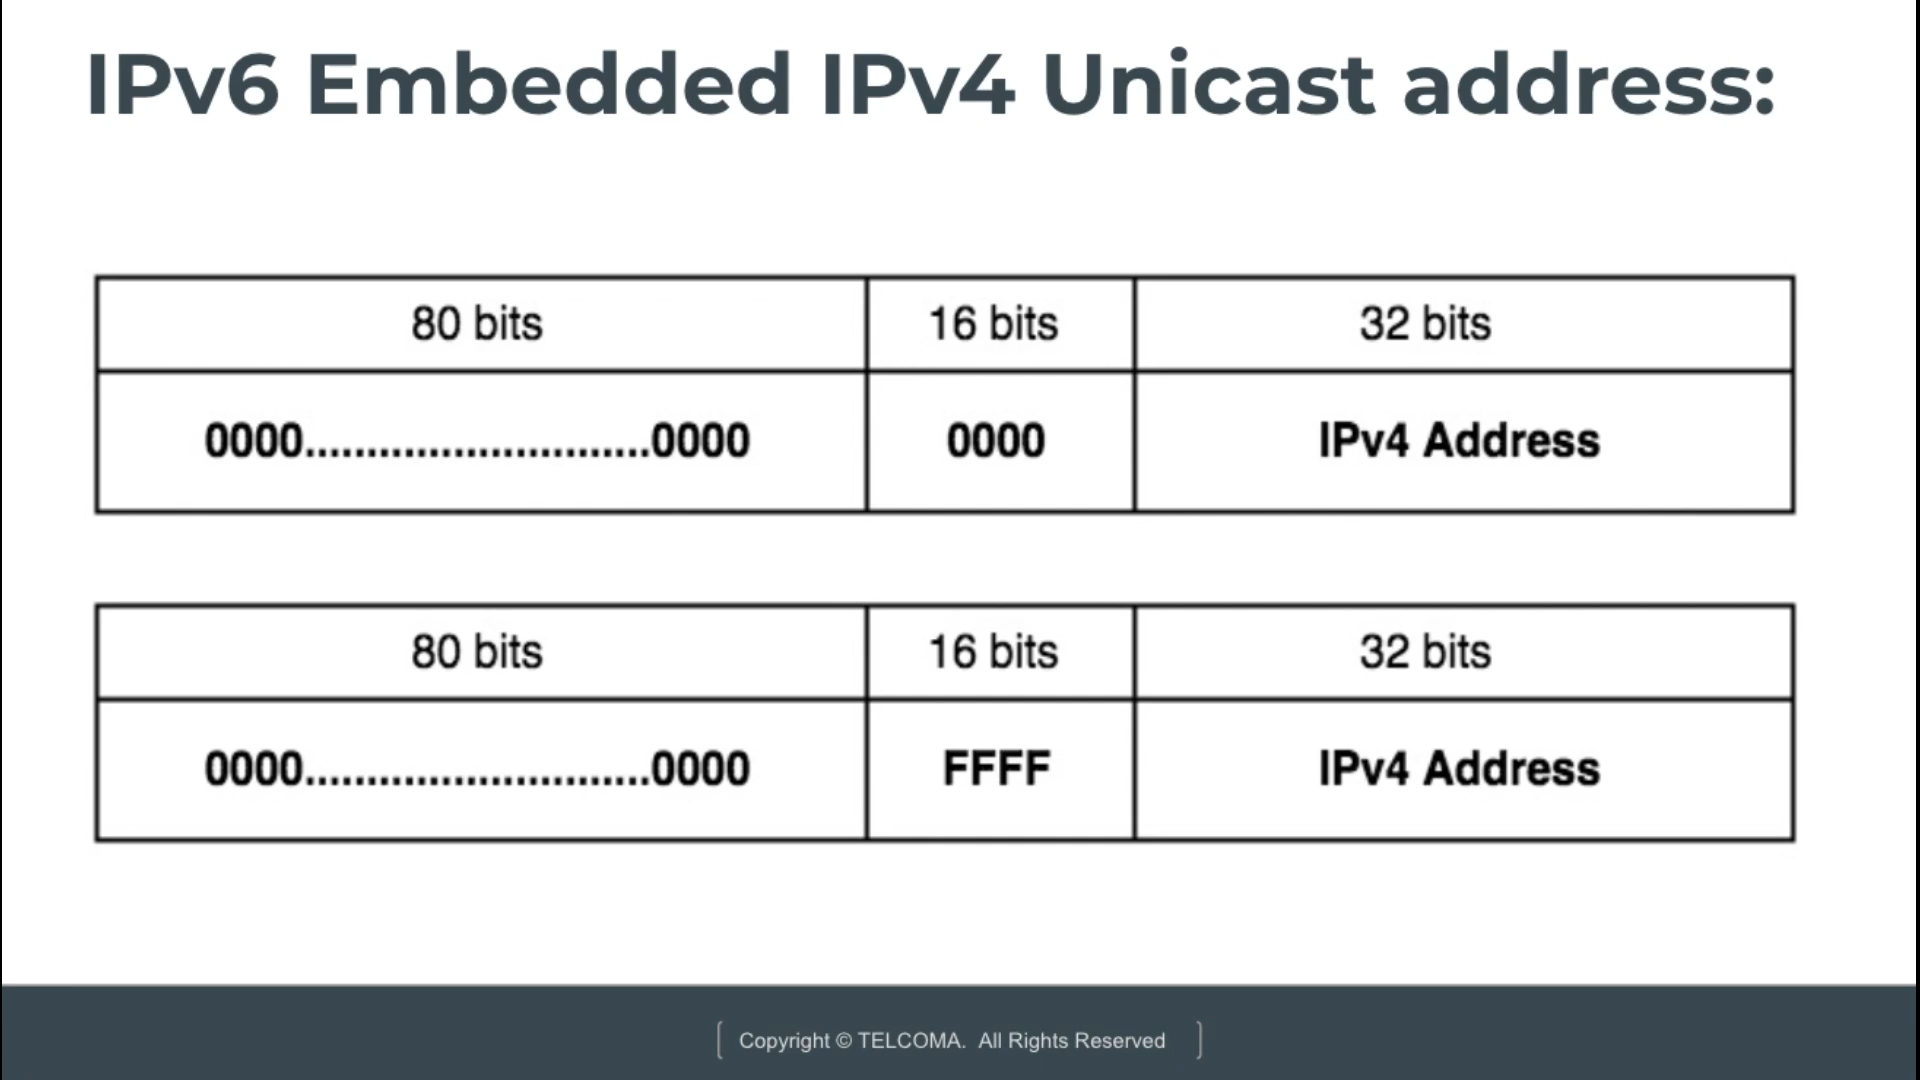 IPv6 Embedded IPv4 Unicast address:
80 bits 16 bits 32 bits
0000............................0000 0000 IPv4 Address
80 bits 16 bits 32 bits
0000............................0000 FFFF IPv4 Address
Copyright © TELCOMA. All Rights Reserved